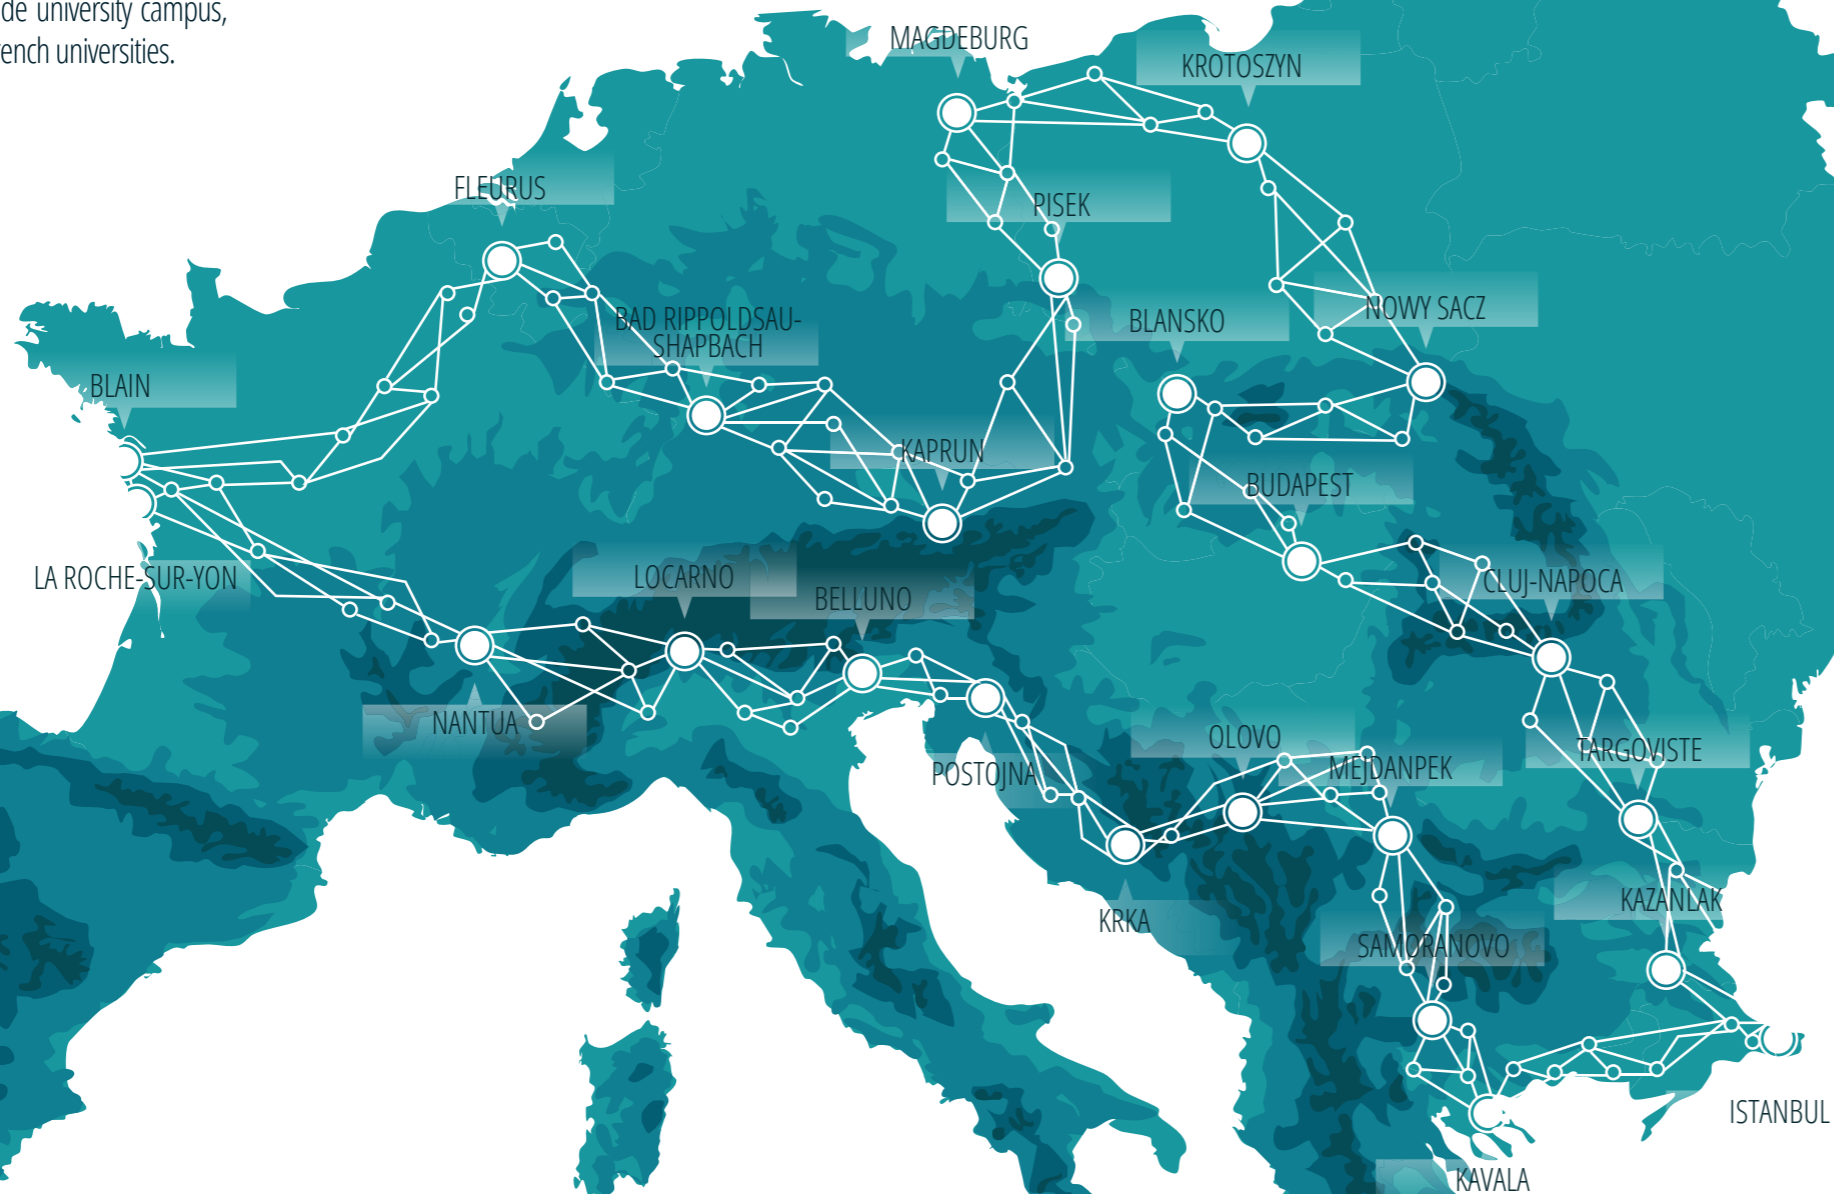 de university campus,
ench universities.
MAGDEBURG
KROTOSZYN
FLEURUS
PISEK
BAD RIPPOLDSAU-
SHAPBACH
BLANSKO
NOWY SACZ
BLAIN
KAPRUN
BUDAPEST
LA ROCHE-SUR-YON
LOCARNO
BELLUNO
CLUJ-NAPOCA
NANTUA
POSTOJNA
OLOVO
MEJDANPEK
TARGOVISTE
KRKA
KAZANLAK
SAMORANOVO
ISTANBUL
KAVALA